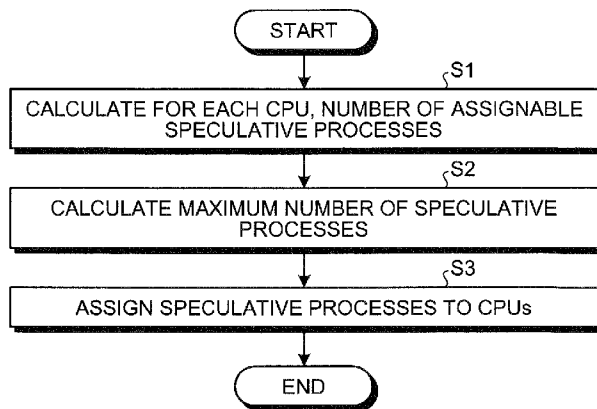 START
S1
CALCULATE FOR EACH CPU, NUMBER OF ASSIGNABLE
SPECULATIVE PROCESSES
S2
CALCULATE MAXIMUM NUMBER OF SPECULATIVE
PROCESSES
S3
ASSIGN SPECULATIVE PROCESSES TO CPUs
END